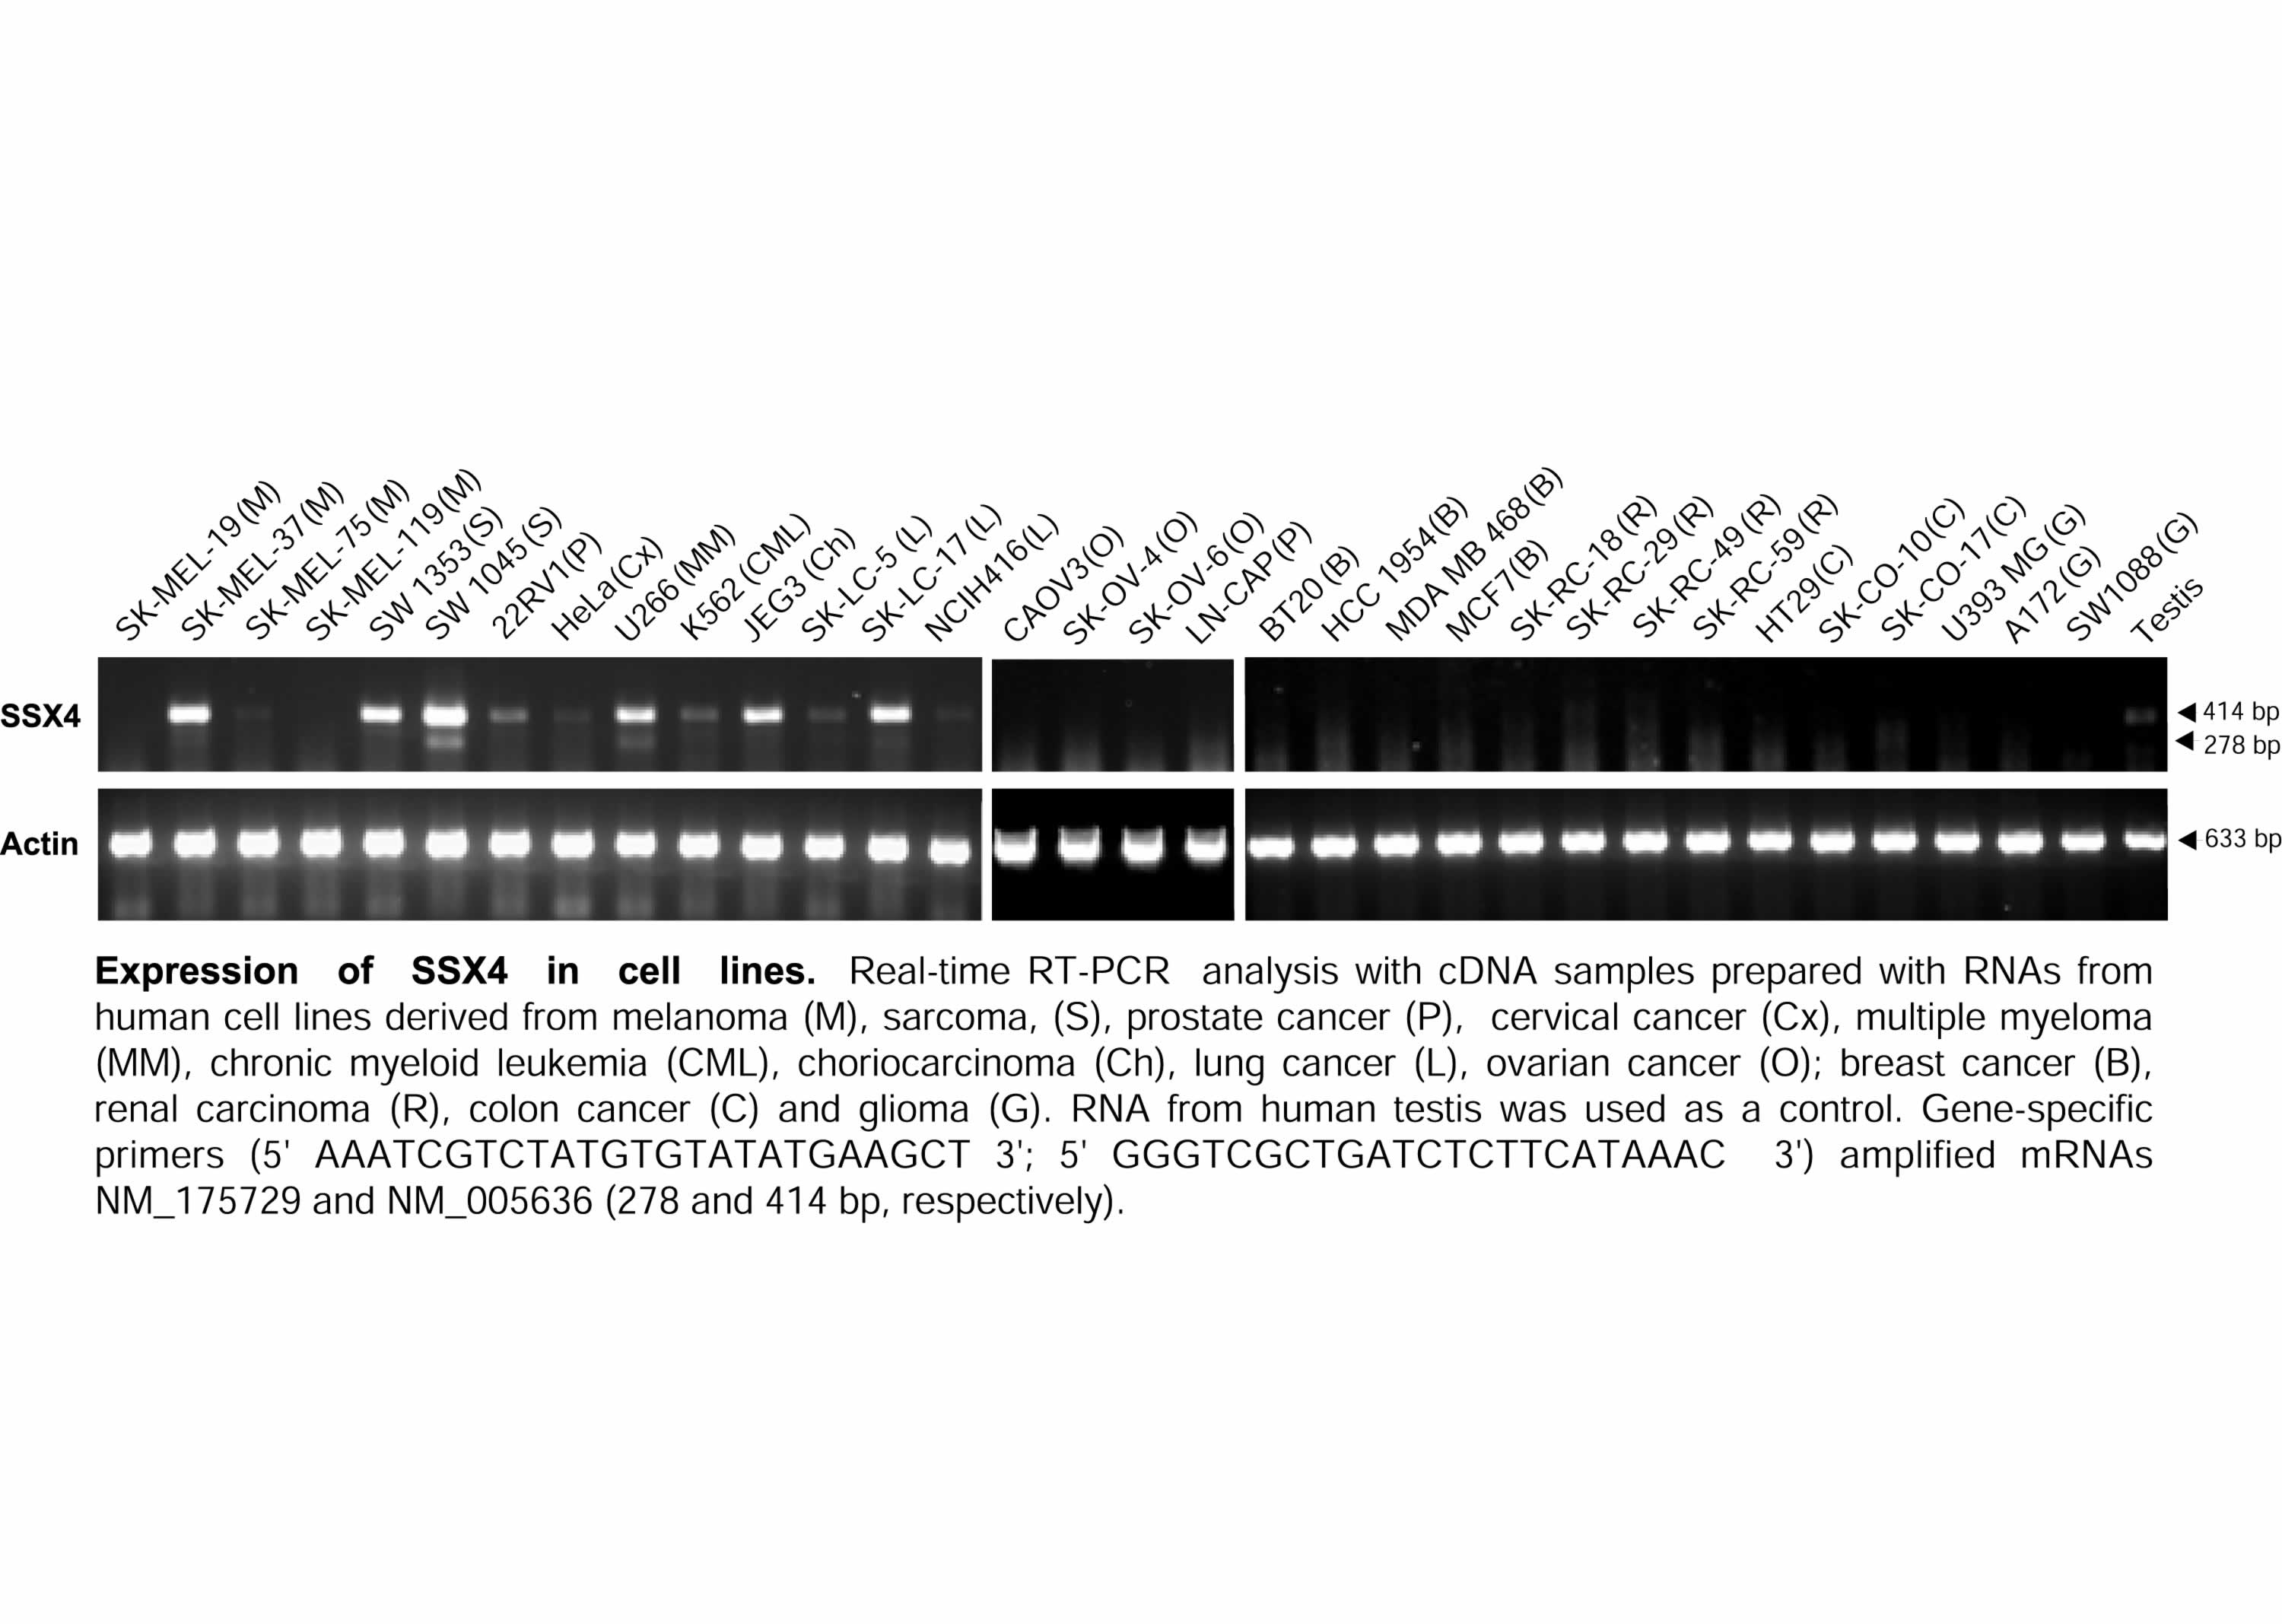 SK-MEL-19(M)
SK-MEL-37(M)
SK-MEL-75(M)
SK-MEL-119(M)
SW 1353(S)
SW 1045(S)
22RV1(P)
HeLa(Cx)
U266(MM)
K562(CML)
JEG3(Ch)
SK-LC-5(L)
SK-LC-17(L)
NCIH416(L)
CAOV3(O)
SK-OV-4(O)
SK-OV-6(O)
LN-CAP(P)
BT20(B)
HCC 1954(B)
MDA MB 468(B)
MCF7(B)
SK-RC-18(R)
SK-RC-29(R)
SK-RC-49(R)
SK-RC-59(R)
HT29(C)
SK-CO-10(C)
SK-CO-17(C)
U393 MG(G)
A172(G)
SW1088(G)
Testis
SSX4
414 bp
278 bp
Actin
633 bp
Expression of SSX4 in cell lines. Real-time RT-PCR analysis with cDNA samples prepared with RNAs from
human cell lines derived from melanoma (M), sarcoma, (S), prostate cancer (P), cervical cancer (Cx), multiple myeloma
(MM), chronic myeloid leukemia (CML), choriocarcinoma (Ch), lung cancer (L), ovarian cancer (O); breast cancer (B),
renal carcinoma (R), colon cancer (C) and glioma (G). RNA from human testis was used as a control. Gene-specific
primers (5' AAATCGTCTATGTGTATATGAAGCT 3'; 5' GGGTCGCTGATCTCTTCATAAAC 3') amplified mRNAs
NM_175729 and NM_005636 (278 and 414 bp, respectively).